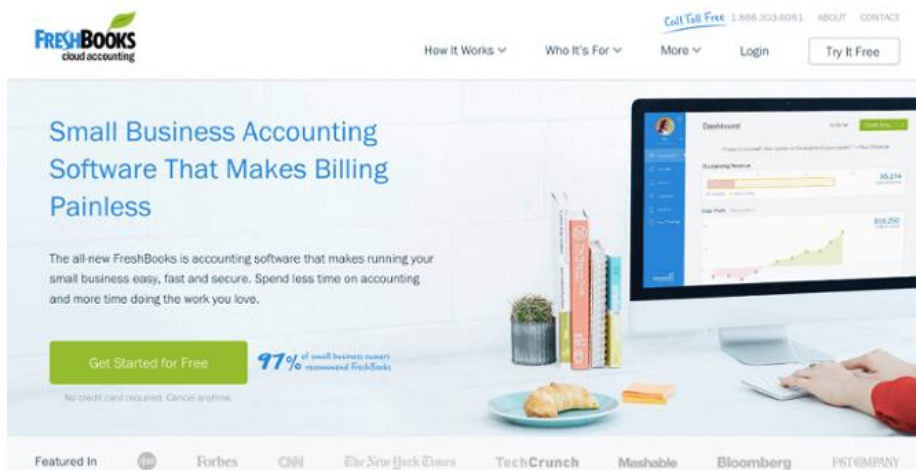 Call Toll Free 1.866.303.6061 ABOUT CONTACT
FRESHBOOKS
cloud accounting
How It Works Who It's For More Login Try It Free
Small Business Accounting
Software That Makes Billing
Painless
The all-new FreshBooks is accounting software that makes running your
small business easy, fast and secure. Spend less time on accounting
and more time doing the work you love.
Get Started for Free
97% of small business owners
recommend FreshBooks
No credit card required. Cancel anytime.
Dashboard
Outstanding Revenue
Total Profit
Featured In Forbes CNN The New York Times TechCrunch Mashable Bloomberg FAST COMPANY